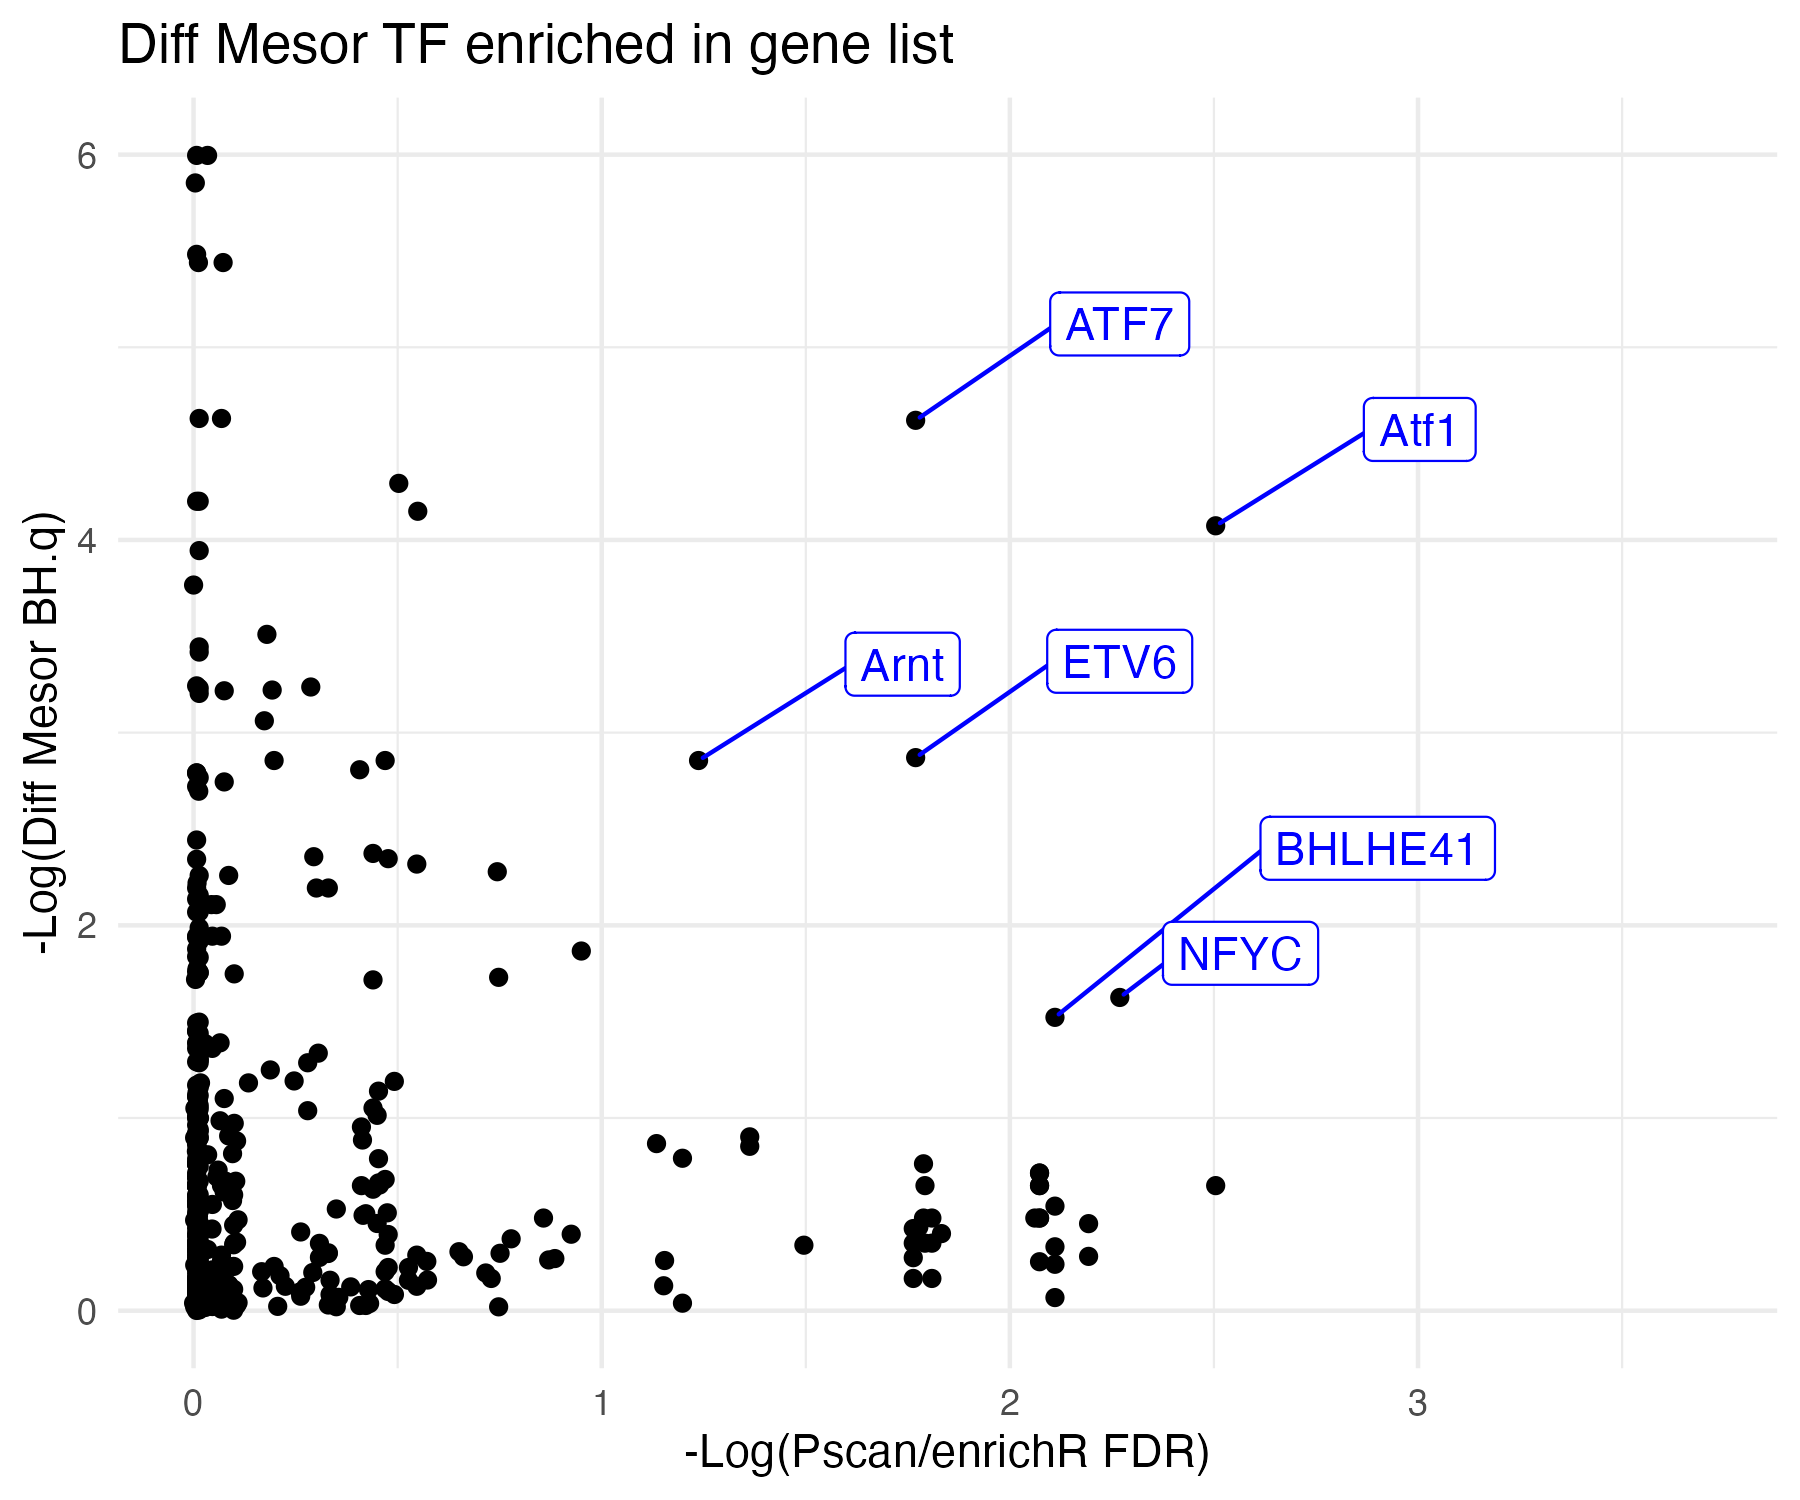 Diff Mesor TF enriched in gene list
6
4
2
0
-Log(Diff Mesor BH.q)
ATF7
Atf1
Arnt
ETV6
BHLHE41
NFYC
0
1
2
3
-Log(Pscan/enrichR FDR)